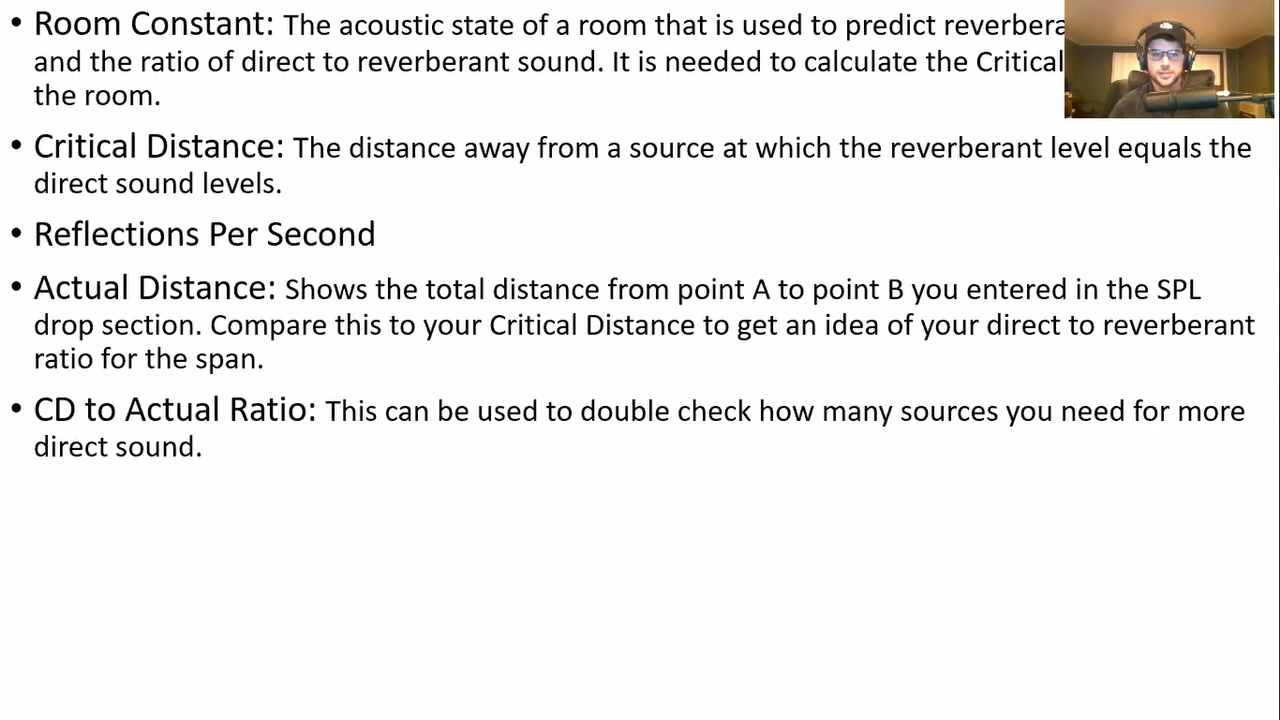 • Room Constant: The acoustic state of a room that is used to predict
and the ratio of direct to reverberant sound. It is needed to calculate the Critical
the room.
• Critical Distance: The distance away from a source at which the reverberant level equals the
direct sound levels.
• Reflections Per Second
• Actual Distance: Shows the total distance from point A to point B you entered in the SPL
drop section. Compare this to your Critical Distance to get an idea of your direct to reverberant
ratio for the span.
• CD to Actual Ratio: This can be used to double check how many sources you need for more
direct sound.